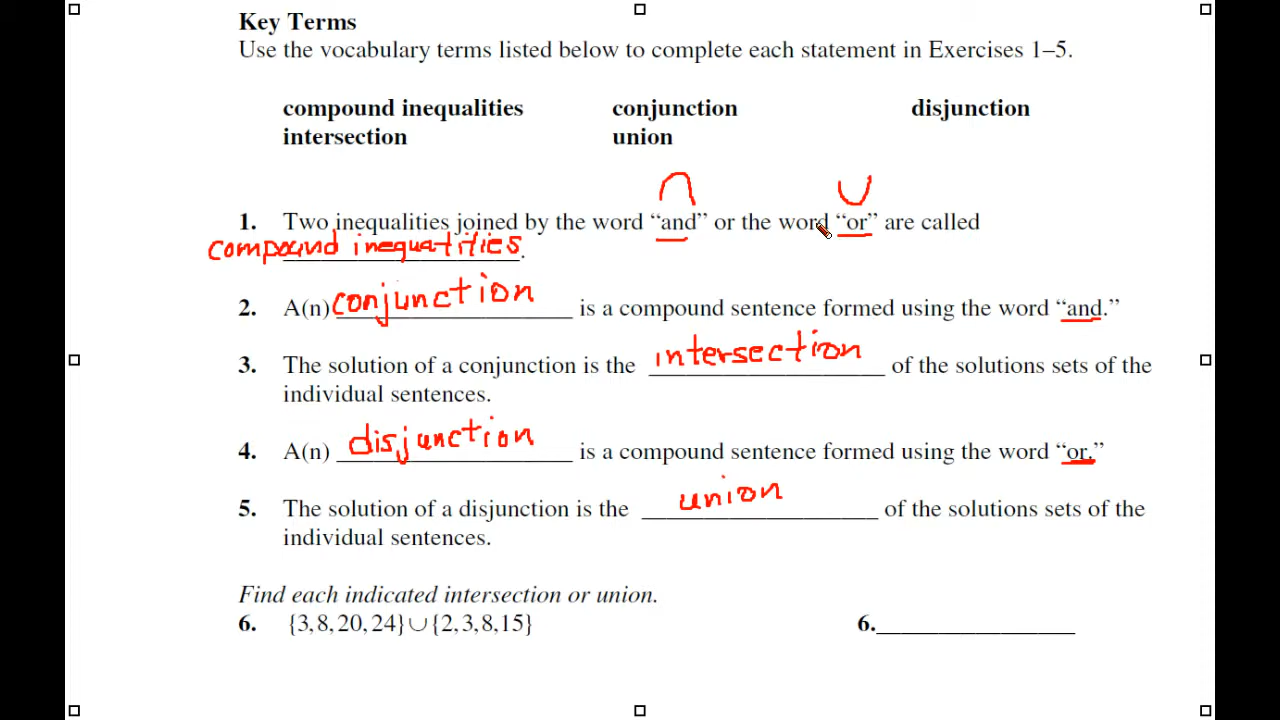 Key Terms
Use the vocabulary terms listed below to complete each statement in Exercises 1–5.
compound inequalities conjunction disjunction
intersection union
∩ ∪
1. Two inequalities joined by the word “and” or the word “or” are called
compound inequalities.
2. A(n) conjunction is a compound sentence formed using the word “and.”
3. The solution of a conjunction is the intersection of the solutions sets of the
individual sentences.
4. A(n) disjunction is a compound sentence formed using the word “or.”
5. The solution of a disjunction is the union of the solutions sets of the
individual sentences.
Find each indicated intersection or union.
6. {3,8,20,24}∪{2,3,8,15} 6.